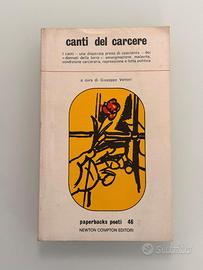 canti del carcere
I canti - una disperata presa di coscienza - dei
«dannati della terra»: emarginazione, malavita,
condizione carceraria, repressione e lotta politica
a cura di Giuseppe Vettori
paperbacks poeti 46
NEWTON COMPTON EDITORI
subito